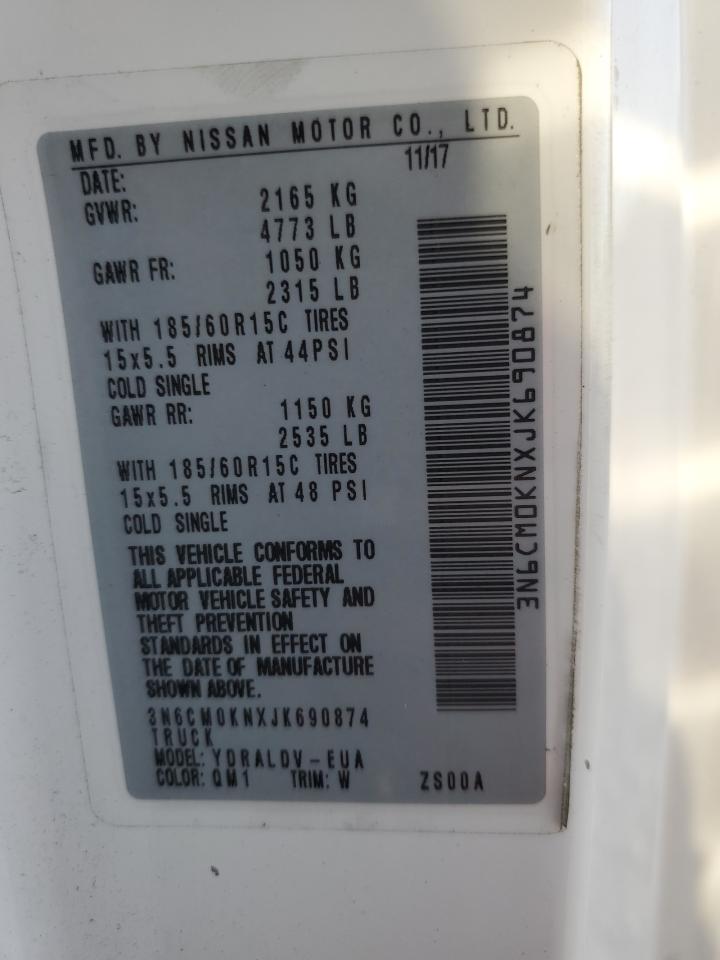 MFD. BY NISSAN MOTOR CO., LTD.
DATE: 11/17
GVWR: 2165 KG
4773 LB
GAWR FR: 1050 KG
2315 LB
WITH 185/60R15C TIRES
15x5.5 RIMS AT 44PSI
COLD SINGLE
GAWR RR: 1150 KG
2535 LB
WITH 185/60R15C TIRES
15x5.5 RIMS AT 48 PSI
COLD SINGLE
THIS VEHICLE CONFORMS TO
ALL APPLICABLE FEDERAL
MOTOR VEHICLE SAFETY AND
THEFT PREVENTION
STANDARDS IN EFFECT ON
THE DATE OF MANUFACTURE
SHOWN ABOVE.
3N6CM0KNXJK690874
TRUCK
MODEL: YDRALDV-EUA
COLOR: QM1 TRIM: W ZS00A
3N6CM0KNXJK690874